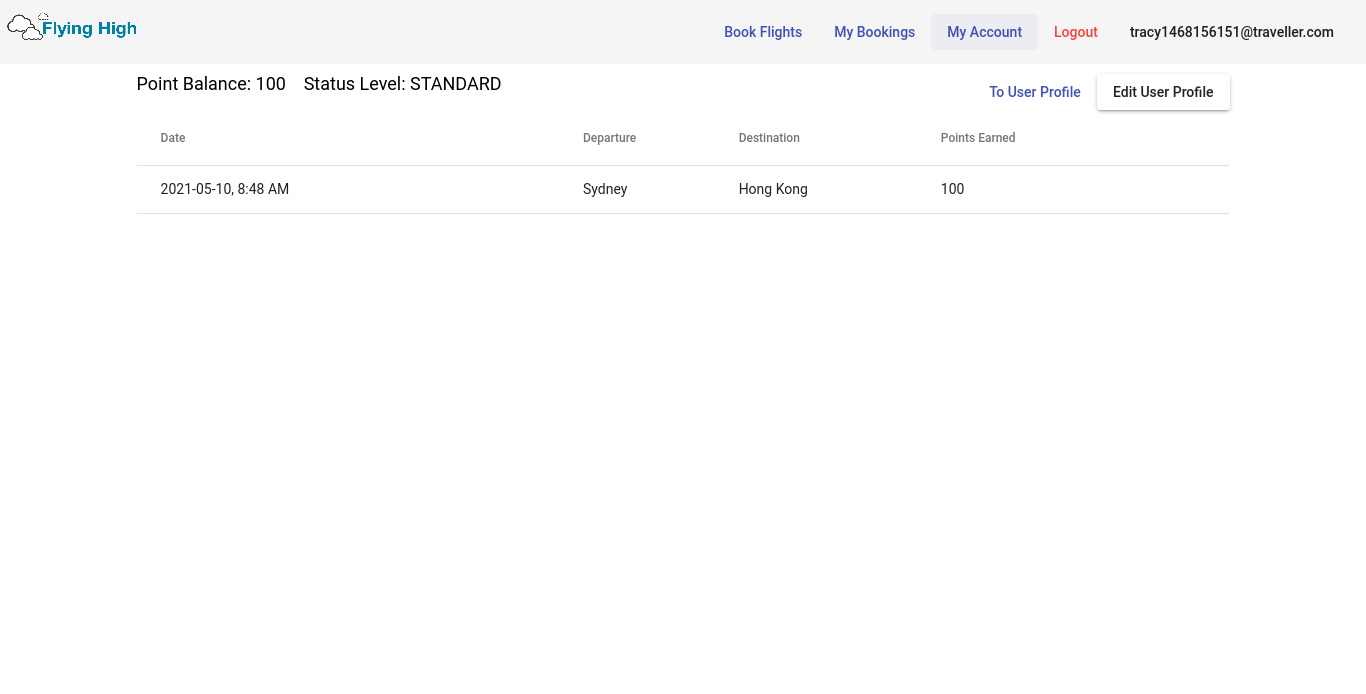 Flying High
Book Flights My Bookings My Account Logout tracy1468156151@traveller.com
Point Balance: 100 Status Level: STANDARD
To User Profile Edit User Profile
Date Departure Destination Points Earned
2021-05-10, 8:48 AM Sydney Hong Kong 100